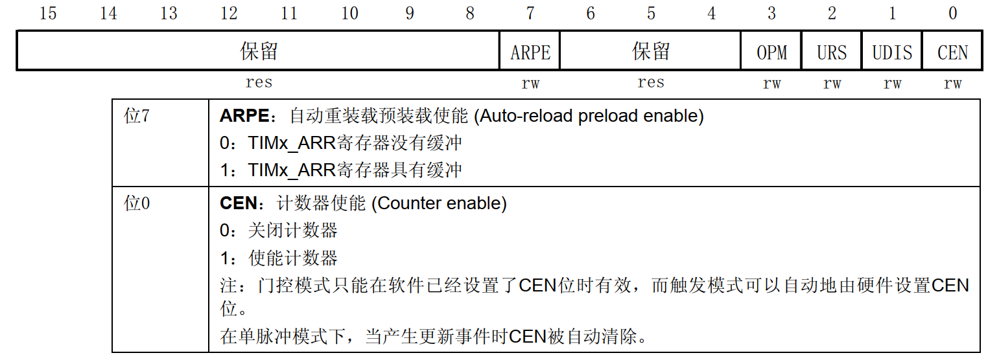 15 14 13 12 11 10 9 8 7 6 5 4 3 2 1 0
保留 ARPE 保留 OPM URS UDIS CEN
res rw res rw rw rw rw
位7 ARPE：自动重装载预装载使能 (Auto-reload preload enable)
0：TIMx_ARR寄存器没有缓冲
1：TIMx_ARR寄存器具有缓冲
位0 CEN：计数器使能 (Counter enable)
0：关闭计数器
1：使能计数器
注：门控模式只能在软件已经设置了CEN位时有效，而触发模式可以自动地由硬件设置CEN
位。
在单脉冲模式下，当产生更新事件时CEN被自动清除。